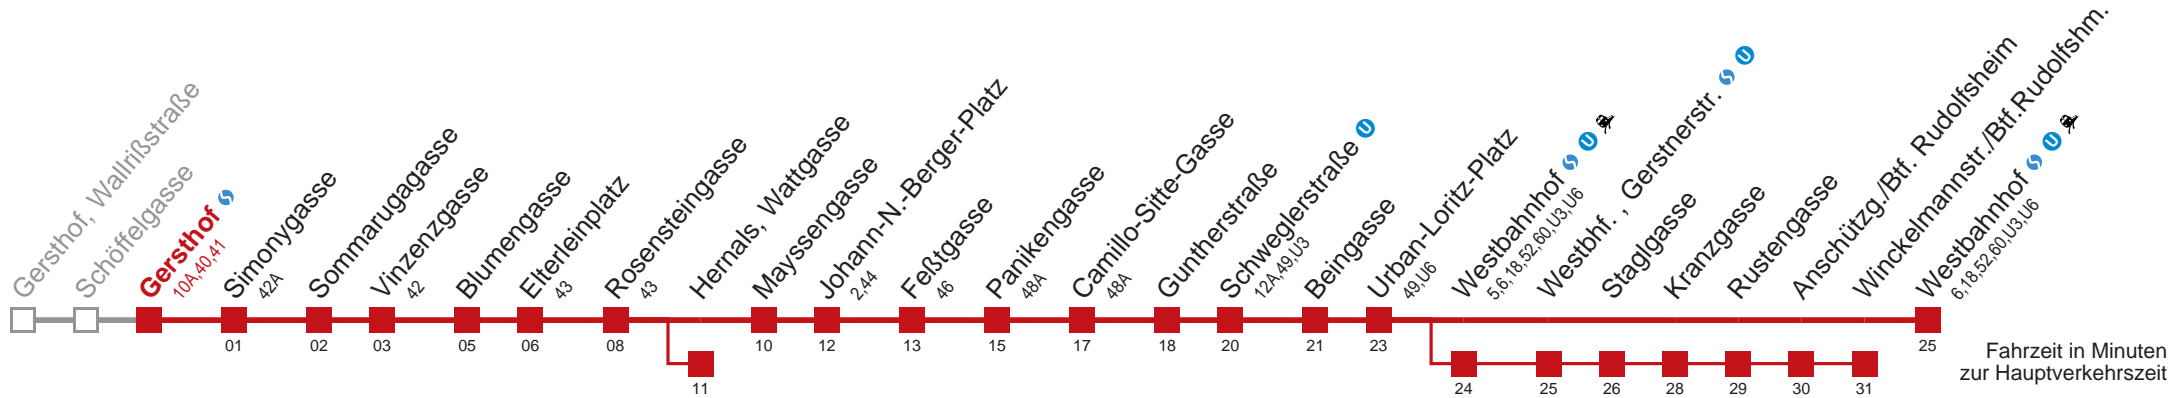 Gersthof, Wallrißstraße
Schöffelgasse
Gersthof
10A,40,41
Simonygasse
42A
Sommarugagasse
Vinzenzgasse
42
Blumengasse
Elterleinplatz
43
Rosensteingasse
43
Hernals, Wattgasse
Mayssengasse
Johann-N.-Berger-Platz
2,44
Feßtgasse
46
Panikengasse
48A
Camillo-Sitte-Gasse
48A
Guntherstraße
Schweglerstraße U
12A,49,U3
Beingasse
Urban-Loritz-Platz
49,U6
Westbahnhof S U
5,6,18,52,60,U3,U6
Westbhf. , Gerstnerstr. S U
Staglgasse
Kranzgasse
Rustengasse
Anschützg./Btf. Rudolfsheim
Winckelmannstr./Btf.Rudolfshm.
Westbahnhof S U
6,18,52,60,U3,U6
01 02 03 05 06 08 10 12 13 15 17 18 20 21 23 25
11 24 25 26 28 29 30 31
Fahrzeit in Minuten
zur Hauptverkehrszeit